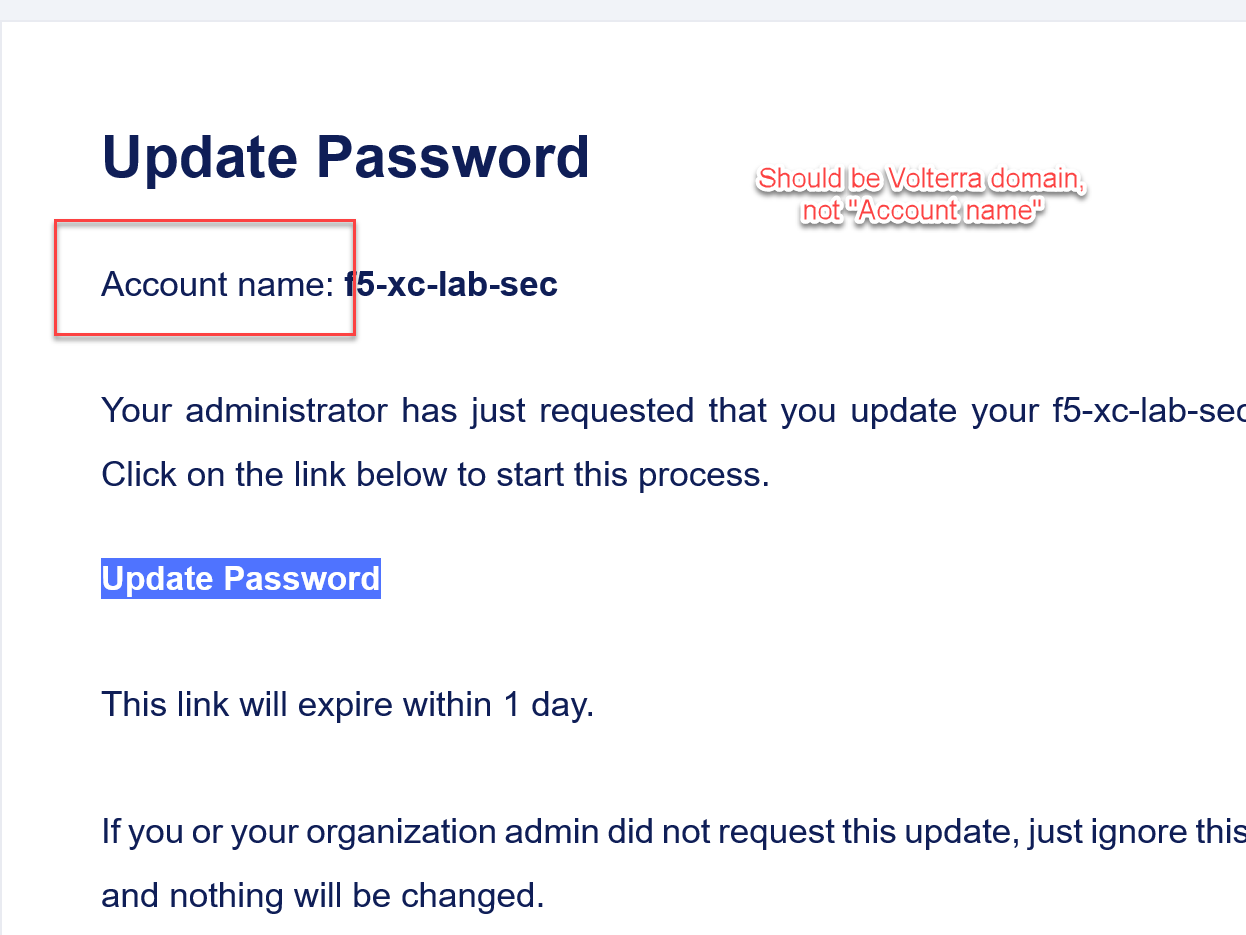 Update Password
Should be Volterra domain,
not "Account name"
Account name: f5-xc-lab-sec
Your administrator has just requested that you update your f5-xc-lab-sec
Click on the link below to start this process.
Update Password
This link will expire within 1 day.
If you or your organization admin did not request this update, just ignore this
and nothing will be changed.